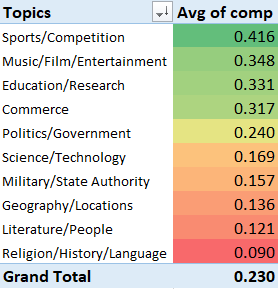 Topics Avg of comp
Sports/Competition 0.416
Music/Film/Entertainment 0.348
Education/Research 0.331
Commerce 0.317
Politics/Government 0.240
Science/Technology 0.169
Military/State Authority 0.157
Geography/Locations 0.136
Literature/People 0.121
Religion/History/Language 0.090
Grand Total 0.230